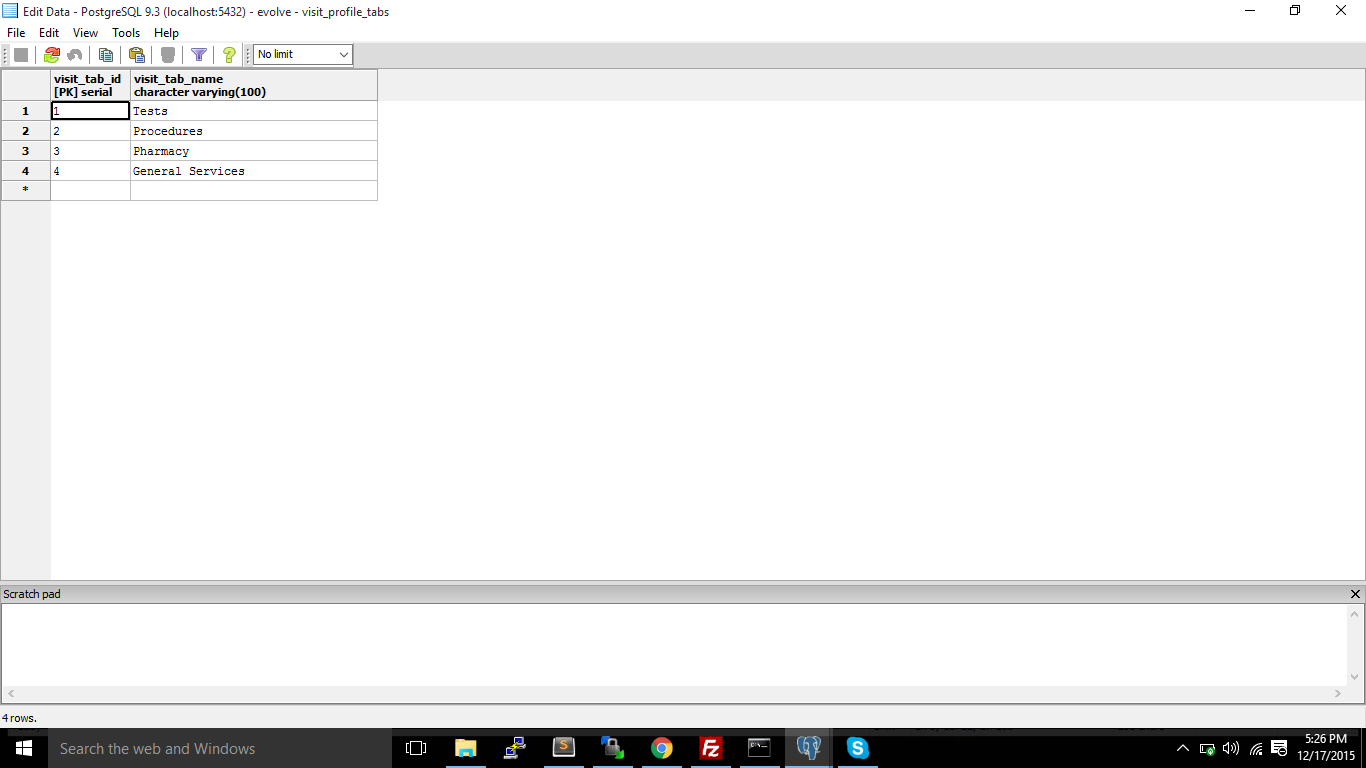 Edit Data - PostgreSQL 9.3 (localhost:5432) - evolve - visit_profile_tabs
File Edit View Tools Help
No limit
visit_tab_id visit_tab_name
[PK] serial character varying(100)
1 1 Tests
2 2 Procedures
3 3 Pharmacy
4 4 General Services
*
Scratch pad
4 rows.
Search the web and Windows
5:26 PM
12/17/2015